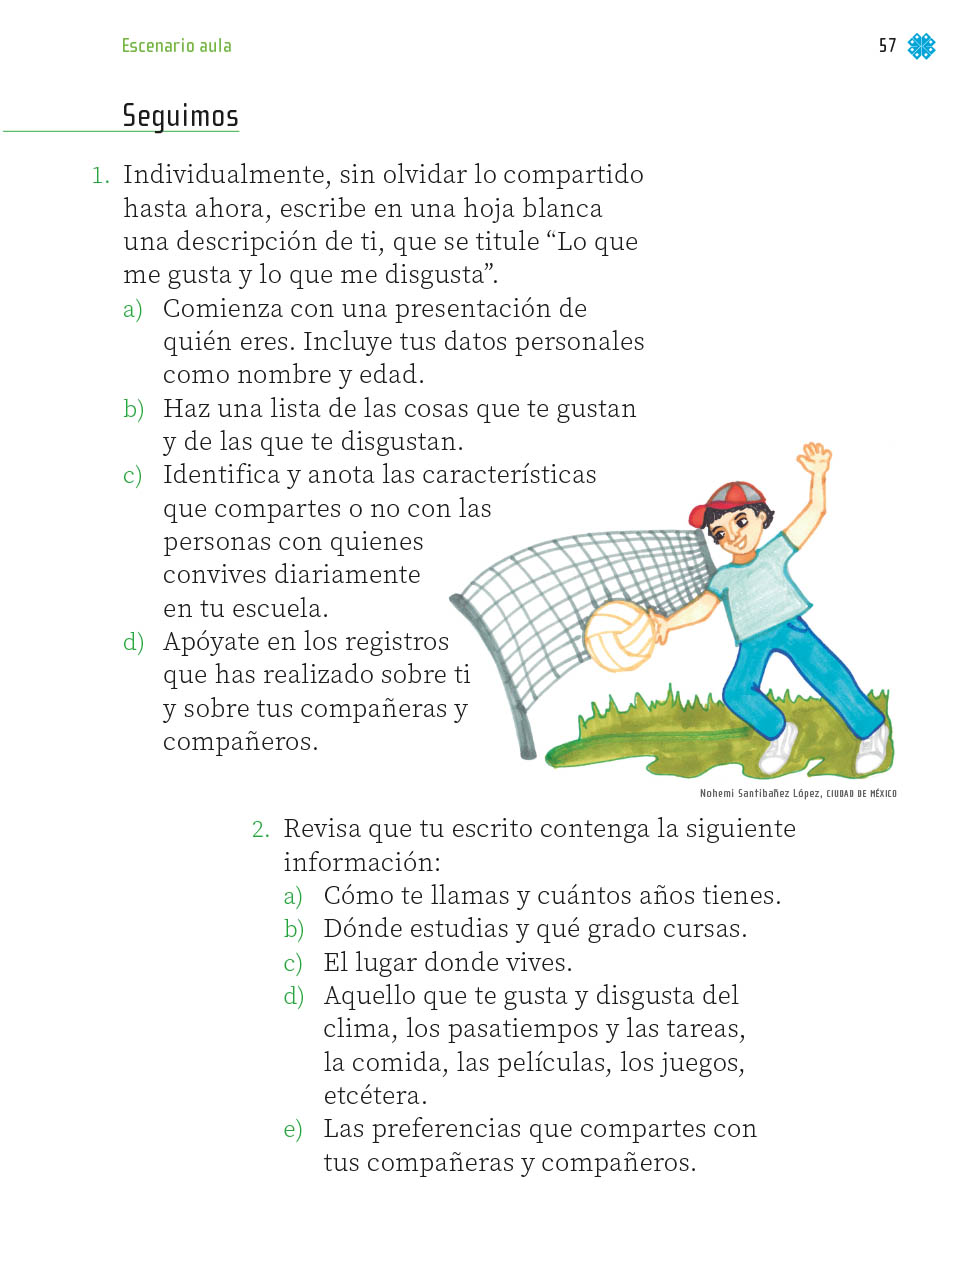 Escenario aula
57
Seguimos
1. Individualmente, sin olvidar lo compartido
hasta ahora, escribe en una hoja blanca
una descripción de ti, que se titule “Lo que
me gusta y lo que me disgusta”.
a) Comienza con una presentación de
quién eres. Incluye tus datos personales
como nombre y edad.
b) Haz una lista de las cosas que te gustan
y de las que te disgustan.
c) Identifica y anota las características
que compartes o no con las
personas con quienes
convives diariamente
en tu escuela.
d) Apóyate en los registros
que has realizado sobre ti
y sobre tus compañeras y
compañeros.
Nohemi Santibañez López, CIUDAD DE MÉXICO
2. Revisa que tu escrito contenga la siguiente
información:
a) Cómo te llamas y cuántos años tienes.
b) Dónde estudias y qué grado cursas.
c) El lugar donde vives.
d) Aquello que te gusta y disgusta del
clima, los pasatiempos y las tareas,
la comida, las películas, los juegos,
etcétera.
e) Las preferencias que compartes con
tus compañeras y compañeros.